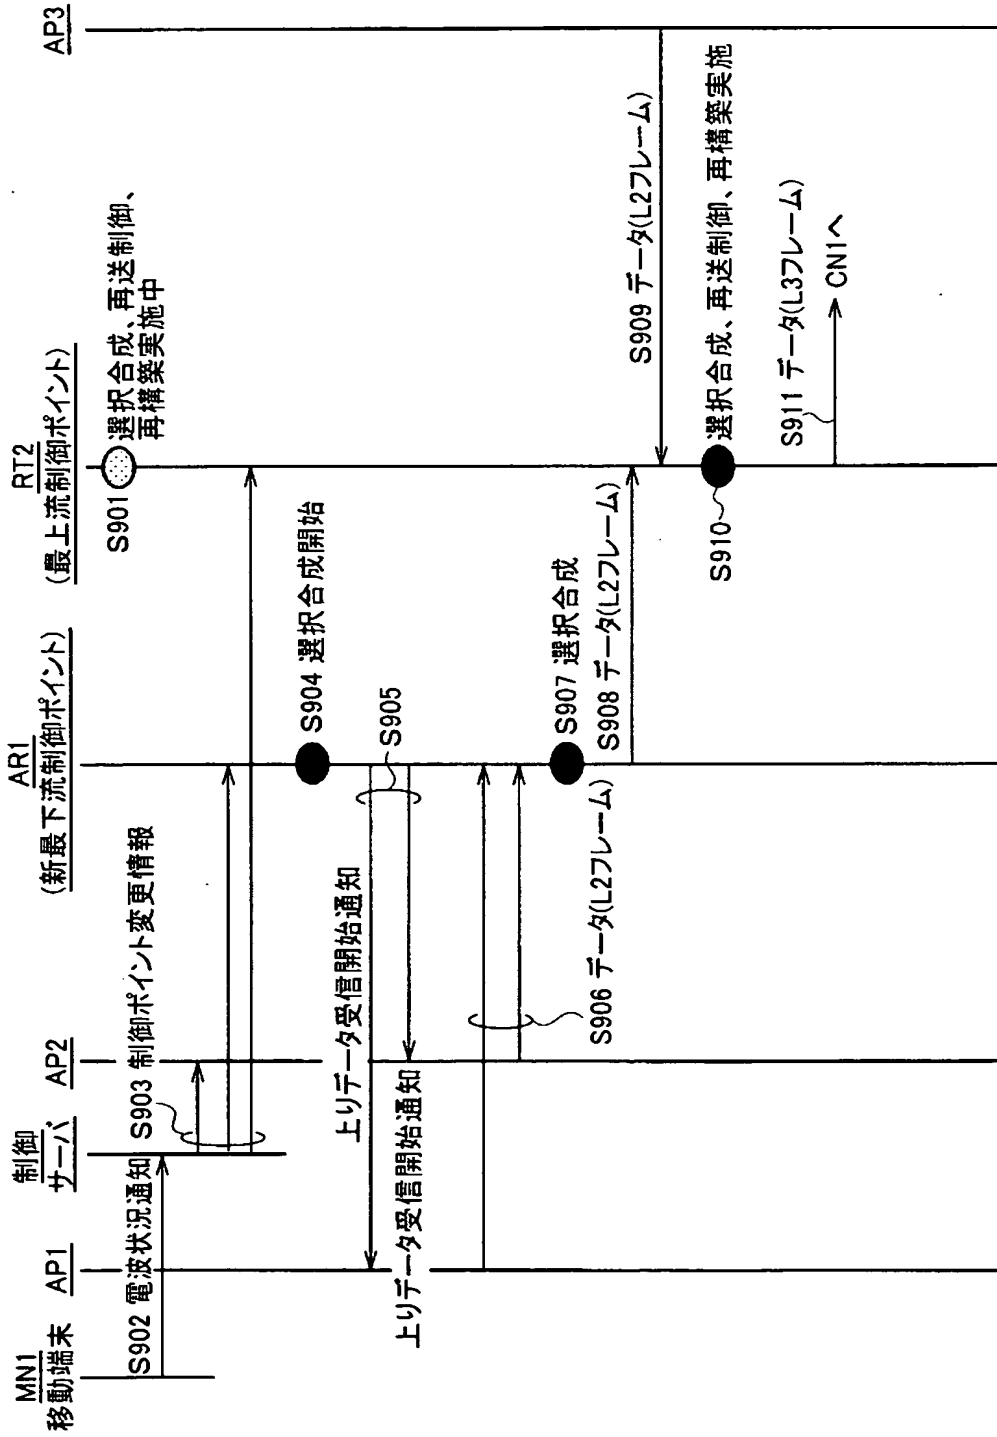 MN1
移動端末
AP1
制御
サーバ
AP2
AR1
(新最下流制御ポイント)
RT2
(最上流制御ポイント)
AP3
S901
選択合成、再送制御、
再構築実施中
S902 電波状況通知
S903 制御ポイント変更情報
S904 選択合成開始
上りデータ受信開始通知
S905
上りデータ受信開始通知
S906 データ(L2フレーム)
S907 選択合成
S908 データ(L2フレーム)
S909 データ(L2フレーム)
S910
選択合成、再送制御、再構築実施
S911 データ(L3フレーム)
CN1へ